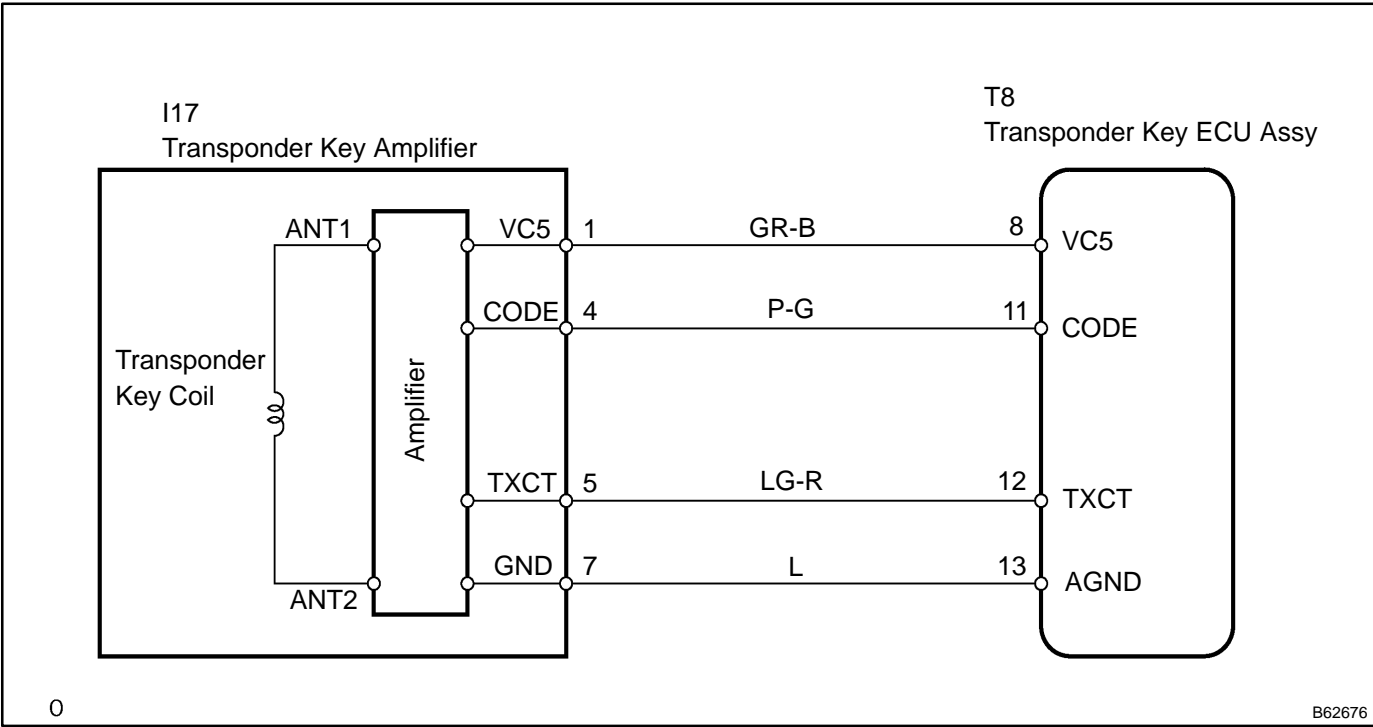 I17
Transponder Key Amplifier
T8
Transponder Key ECU Assy
ANT1
VC5
1
GR-B
8
VC5
CODE
4
P-G
11
CODE
Transponder
Key Coil
Amplifier
TXCT
5
LG-R
12
TXCT
GND
7
L
13
AGND
ANT2
0
B62676